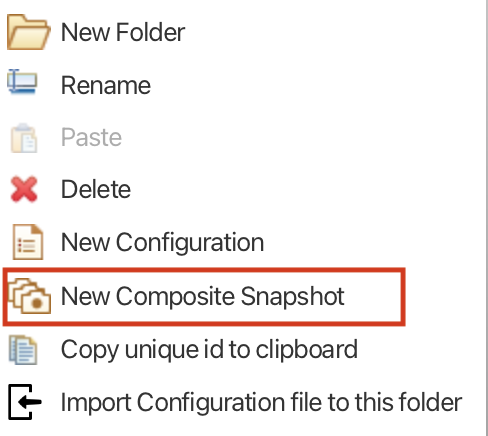 New Folder
Rename
Paste
Delete
New Configuration
New Composite Snapshot
Copy unique id to clipboard
Import Configuration file to this folder